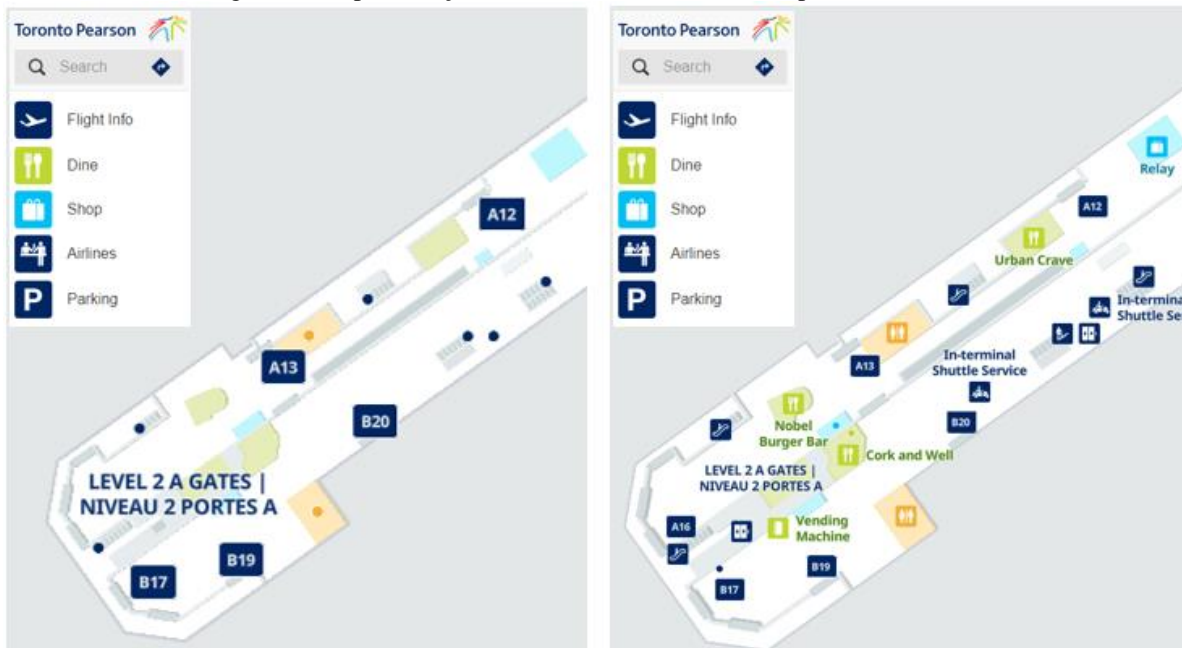 Toronto Pearson
Search
Flight Info
Dine
Shop
Airlines
P Parking
A12
A13
B20
LEVEL 2 A GATES |
NIVEAU 2 PORTES A
B19
B17
Toronto Pearson
Search
Flight Info
Dine
Shop
Airlines
P Parking
Relay
A12
Urban Crave
In-termina
Shuttle Se
In-terminal
Shuttle Service
A13
B20
Nobel
Burger Bar
Cork and Well
LEVEL 2 A GATES |
NIVEAU 2 PORTES A
A16
Vending
Machine
B19
B17